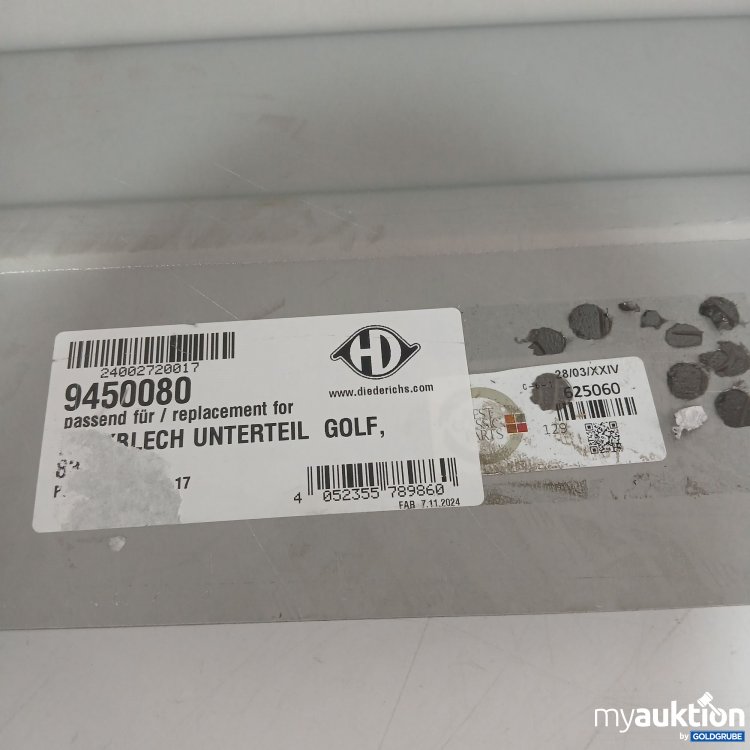 24002720017
9450080
passend für / replacement for
BLECH UNTERTEIL GOLF,
17
HD
www.diederichs.com
4 052355 789860
FAB 7.11.2024
28/03/XXIV
625060
129
myauktion
by GOLDGRUBE